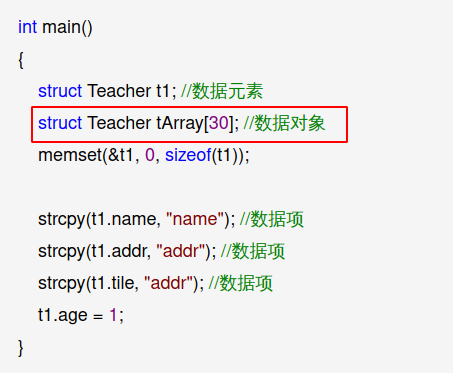 int main()
{
struct Teacher t1; //数据元素
struct Teacher tArray[30]; //数据对象
memset(&t1, 0, sizeof(t1));
strcpy(t1.name, "name"); //数据项
strcpy(t1.addr, "addr"); //数据项
strcpy(t1.tile, "addr"); //数据项
t1.age = 1;
}